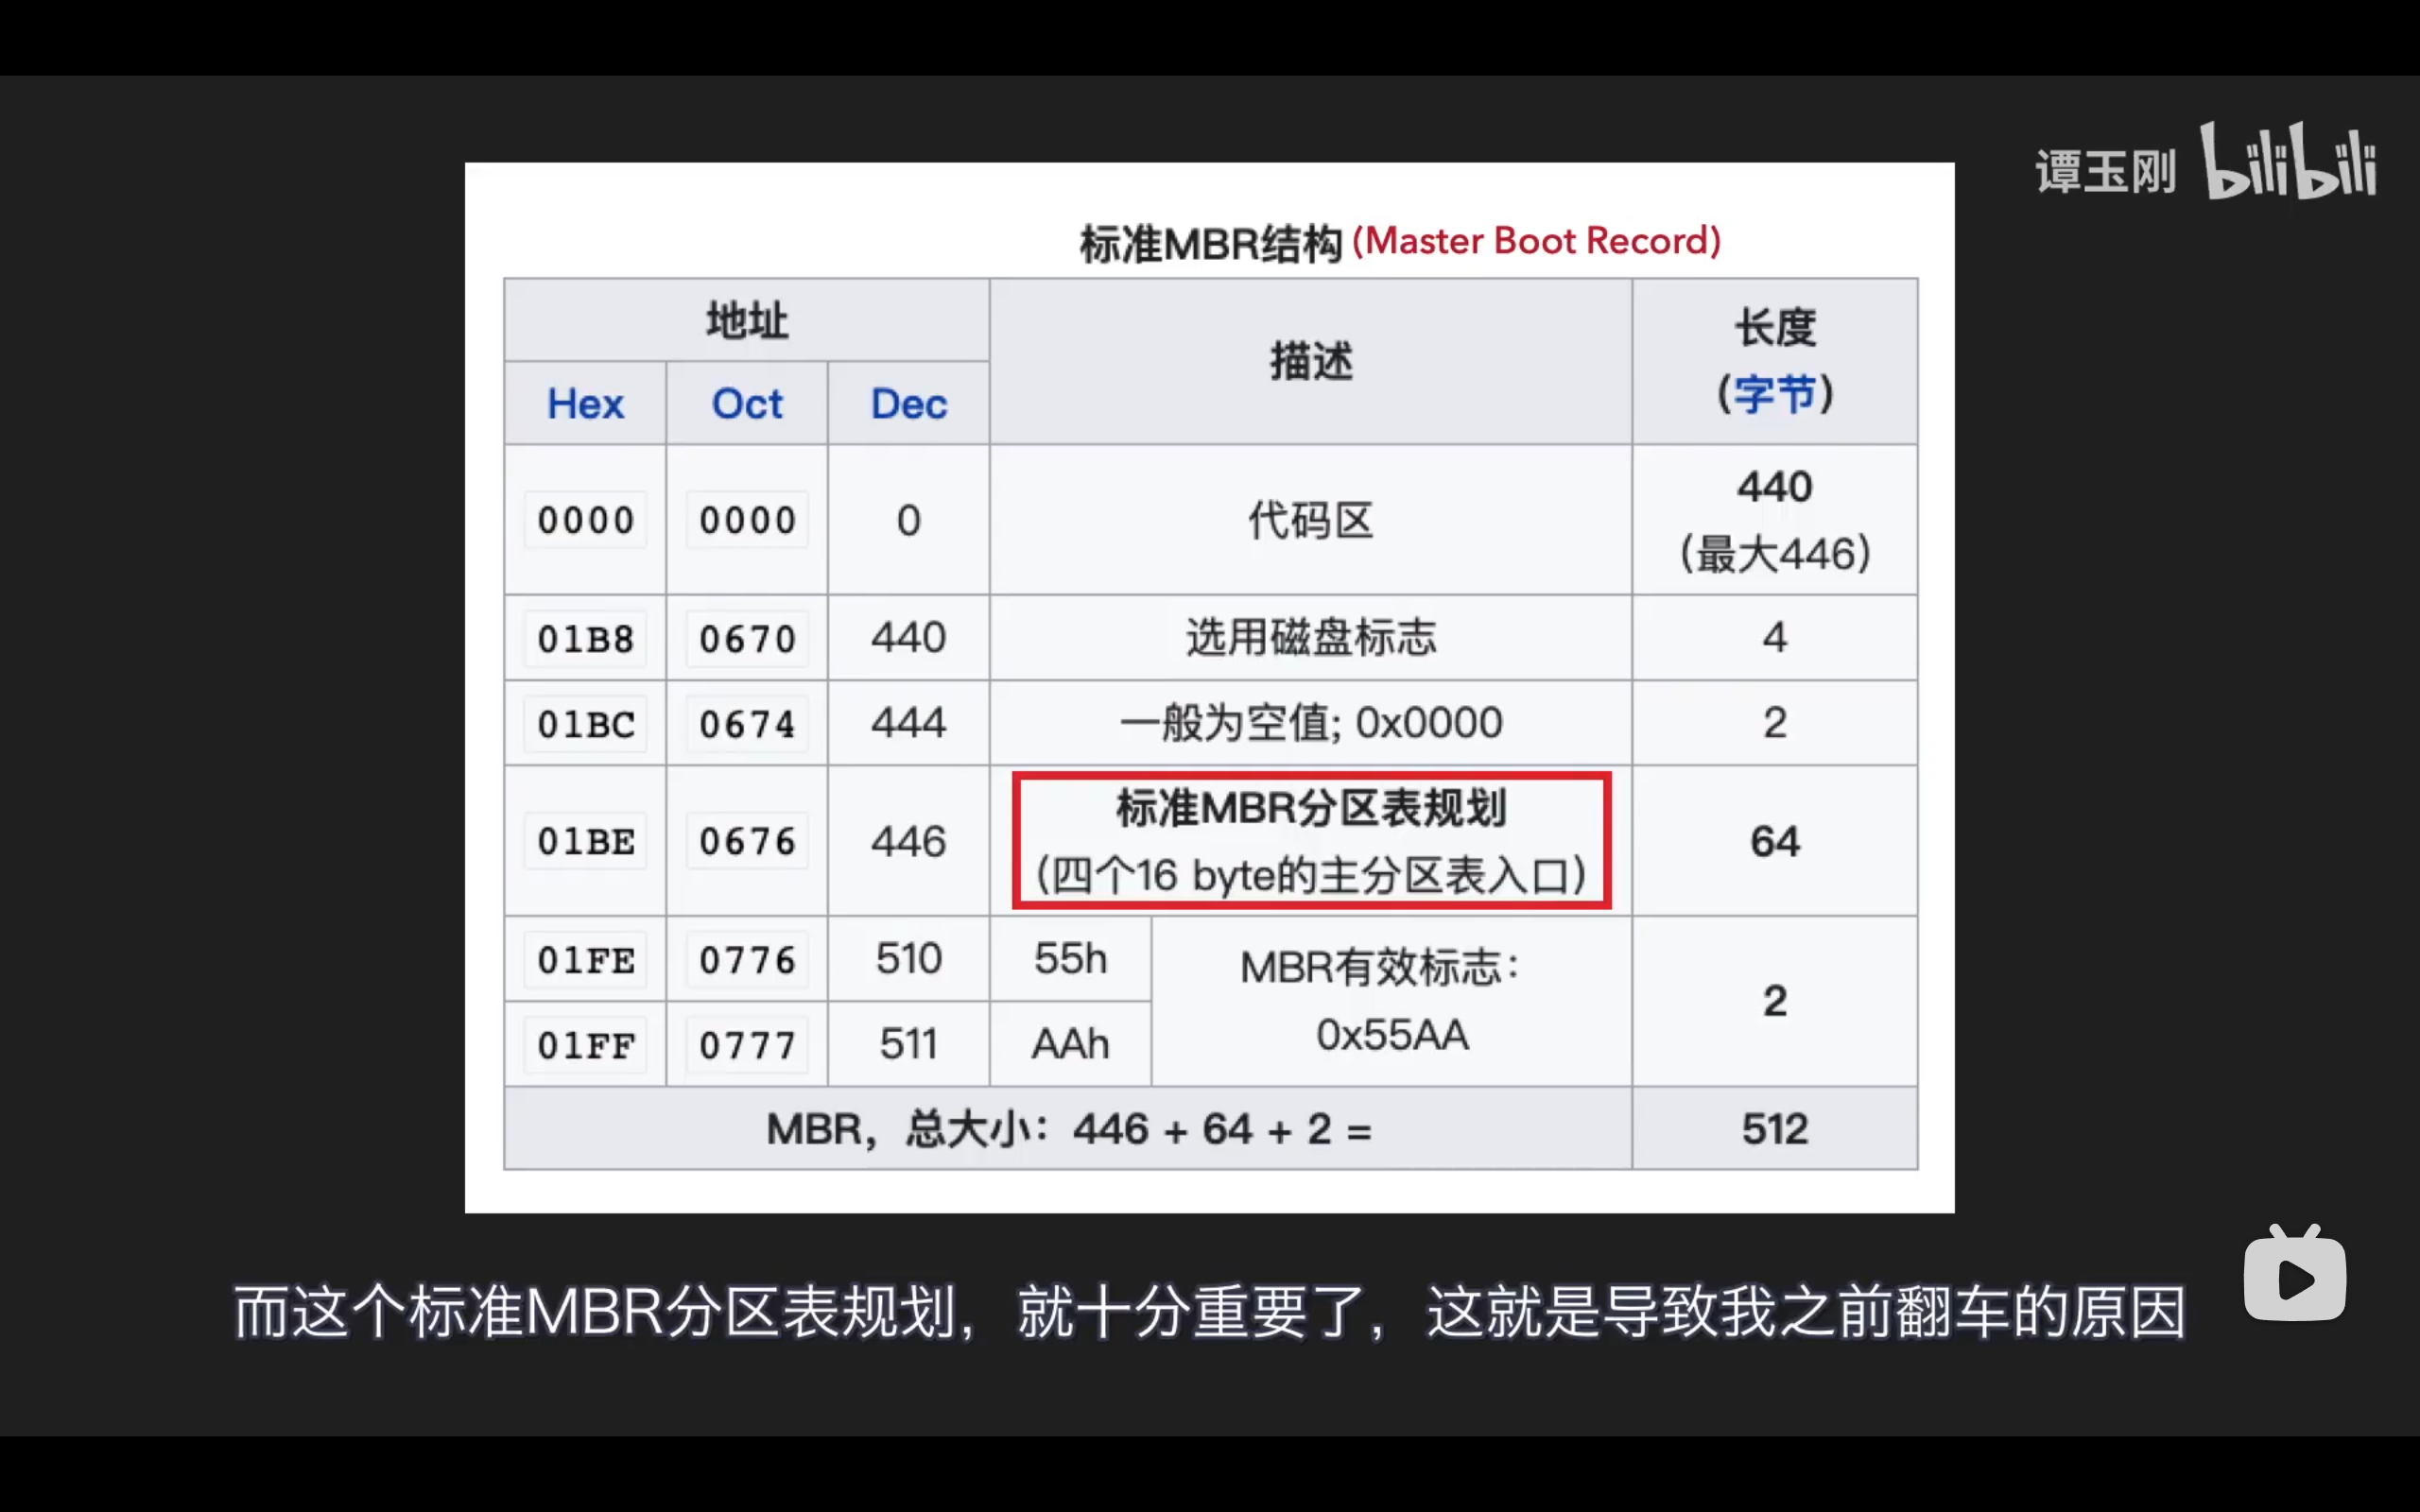 谭玉刚 bilibili
标准MBR结构 (Master Boot Record)
地址 描述 长度
(字节)
Hex Oct Dec
0000 0000 0 代码区 440
(最大446)
01B8 0670 440 选用磁盘标志 4
01BC 0674 444 一般为空值; 0x0000 2
01BE 0676 446 标准MBR分区表规划
(四个16 byte的主分区表入口) 64
01FE 0776 510 55h MBR有效标志：
0x55AA 2
01FF 0777 511 AAh
MBR，总大小：446 + 64 + 2 = 512
而这个标准MBR分区表规划，就十分重要了，这就是导致我之前翻车的原因